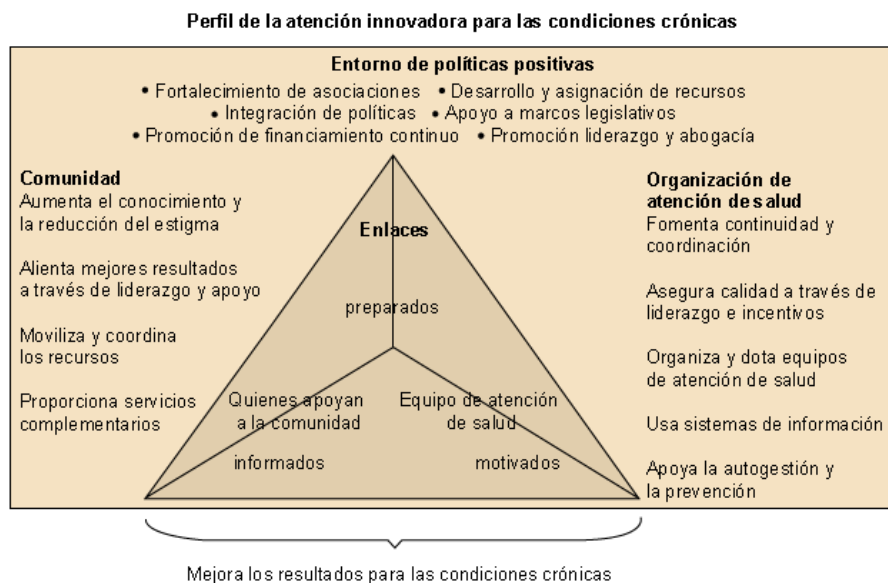 Perfil de la atención innovadora para las condiciones crónicas
Entorno de políticas positivas
• Fortalecimiento de asociaciones • Desarrollo y asignación de recursos
• Integración de políticas • Apoyo a marcos legislativos
• Promoción de financiamiento continuo • Promoción liderazgo y abogacía
Comunidad
Aumenta el conocimiento y
la reducción del estigma
Alienta mejores resultados
a través de liderazgo y apoyo
Moviliza y coordina
los recursos
Proporciona servicios
complementarios
Enlaces
preparados
Quienes apoyan
a la comunidad
informados
Equipo de atención
de salud
motivados
Organización de
atención de salud
Fomenta continuidad y
coordinación
Asegura calidad a través de
liderazgo e incentivos
Organiza y dota equipos
de atención de salud
Usa sistemas de información
Apoya la autogestión y
la prevención
Mejora los resultados para las condiciones crónicas